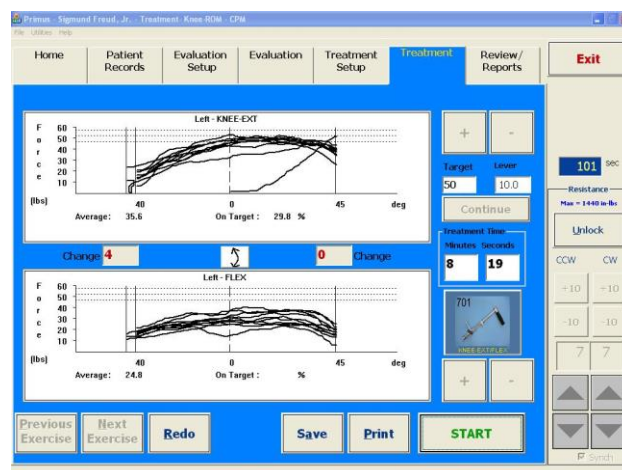 Primus - Sigmund Freud, Jr. - Treatment- Knee ROM - CPM
File Utilities Help
Home
Patient Records
Evaluation Setup
Evaluation
Treatment Setup
Treatment
Review/ Reports
Exit
Left - KNEE-EXT
Force
60
50
40
30
20
10
(lbs)
40 0 45 deg
Average: 35.6 On Target : 29.8 %
+ -
Target Lever
50 10.0
Continue
Treatment Time
Minutes Seconds
8 19
Change 4
0 Change
Left - FLEX
Force
60
50
40
30
20
10
(lbs)
40 0 45 deg
Average: 24.8 On Target : %
701
KNEE EXT/FLEX
+ -
101 sec
Resistance
Max = 1440 in-lbs
Unlock
CCW CW
+10 +10
-10 -10
7 7
Synch
Previous Exercise
Next Exercise
Redo
Save
Print
START